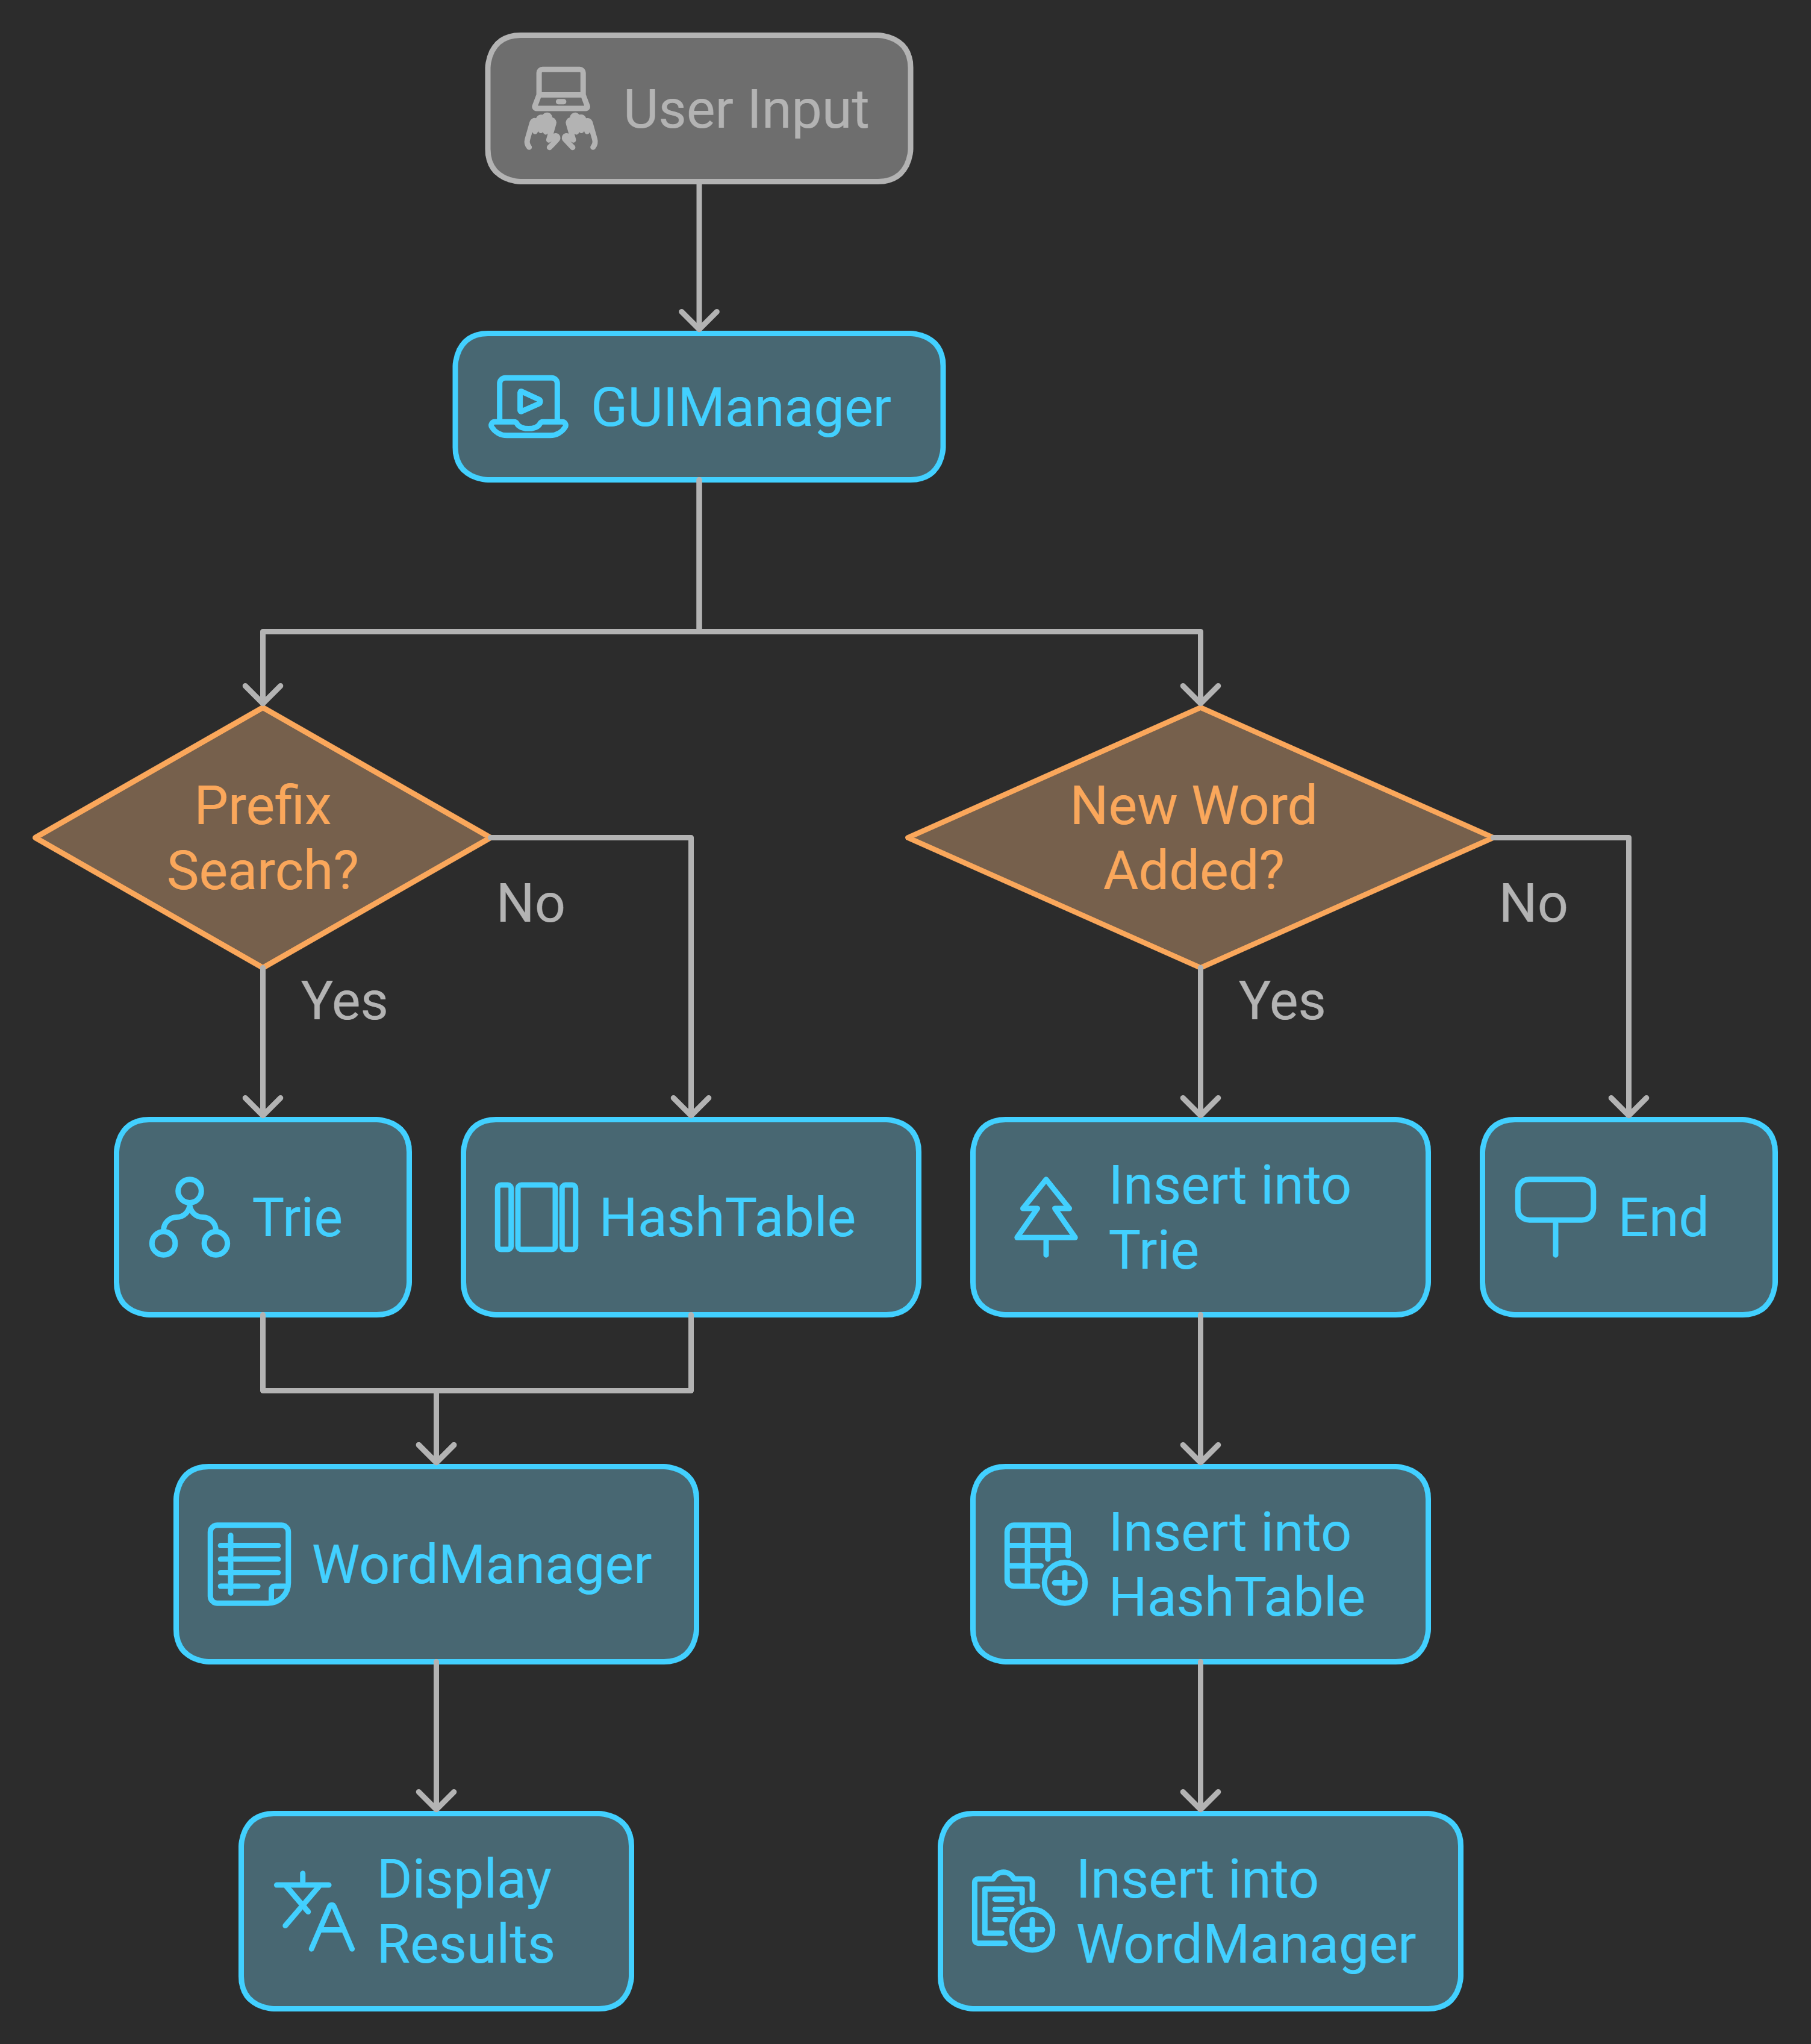 User Input
GUIManager
Prefix
Search?
New Word
Added?
No
No
Yes
Yes
Trie
HashTable
Insert into
Trie
End
WordManager
Insert into
HashTable
Display
Results
Insert into
WordManager